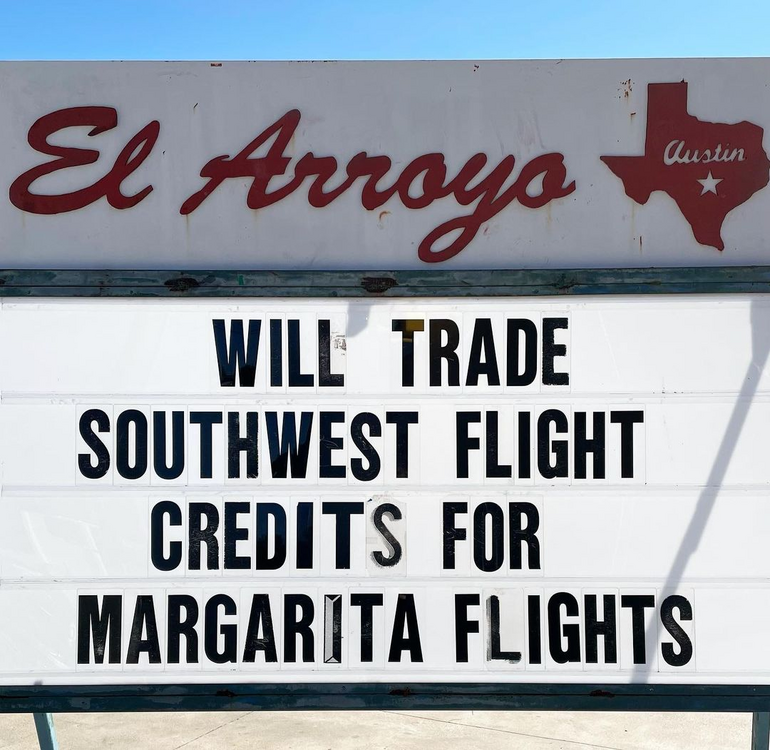 El Arroyo
Austin
WILL TRADE
SOUTHWEST FLIGHT
CREDITS FOR
MARGARITA FLIGHTS